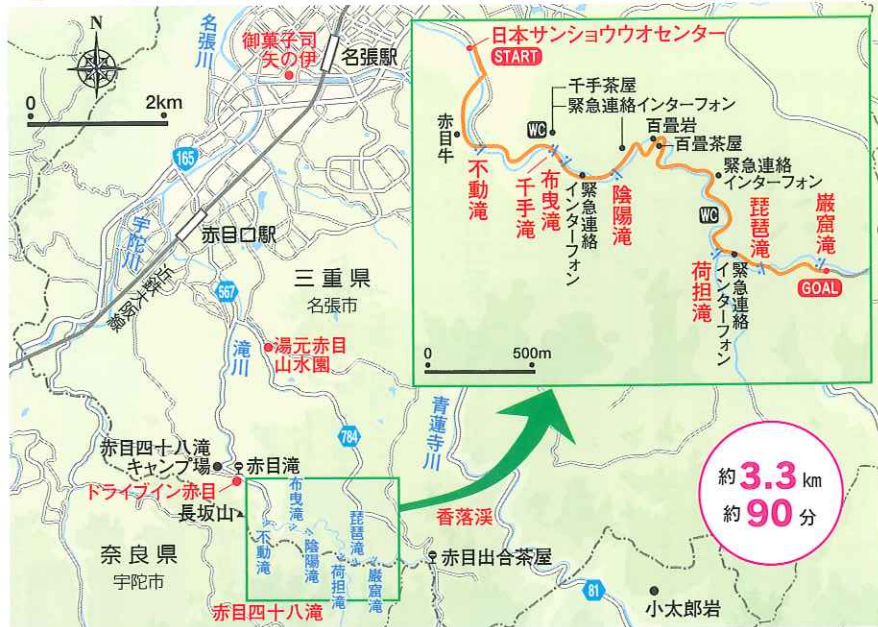 N
0
2km
名張川
御菓子司
矢の伊
名張駅
165
宇陀川
赤目口駅
近鉄大阪線
567
三重県
名張市
滝川
湯元赤目
山水園
784
青蓮寺川
赤目四十八滝
キャンプ場
赤目滝
ドライブイン赤目
長坂山
奈良県
宇陀市
布曳滝
不動滝
陰陽滝
荷担滝
琵琶滝
巌窟滝
赤目四十八滝
香落渓
赤目出合茶屋
81
小太郎岩
日本サンショウウオセンター
START
赤目牛
不動滝
WC
千手茶屋
緊急連絡インターフォン
千手滝
布曳滝
緊急連絡
インターフォン
陰陽滝
百畳岩
百畳茶屋
緊急連絡
インターフォン
WC
荷担滝
緊急連絡
インターフォン
琵琶滝
巌窟滝
GOAL
0
500m
約3.3km
約90分